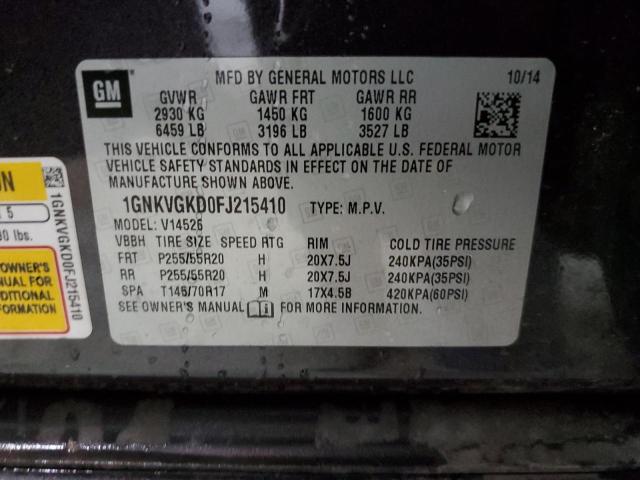 GM
MFD BY GENERAL MOTORS LLC 10/14
GVWR GAWR FRT GAWR RR
2930 KG 1450 KG 1600 KG
6459 LB 3196 LB 3527 LB
THIS VEHICLE CONFORMS TO ALL APPLICABLE U.S. FEDERAL MOTOR
VEHICLE SAFETY STANDARDS IN EFFECT ON THE DATE OF
MANUFACTURE SHOWN ABOVE.
1GNKVGKD0FJ215410 TYPE: M.P.V.
MODEL: V14526
VBBH TIRE SIZE SPEED RTG RIM COLD TIRE PRESSURE
FRT P255/55R20 H 20X7.5J 240KPA(35PSI)
RR P255/55R20 H 20X7.5J 240KPA(35PSI)
SPA T145/70R17 M 17X4.5B 420KPA(60PSI)
SEE OWNER'S MANUAL FOR MORE INFORMATION.
1GNKVGKD0FJ215410
5
lbs.
OWNER'S
FOR